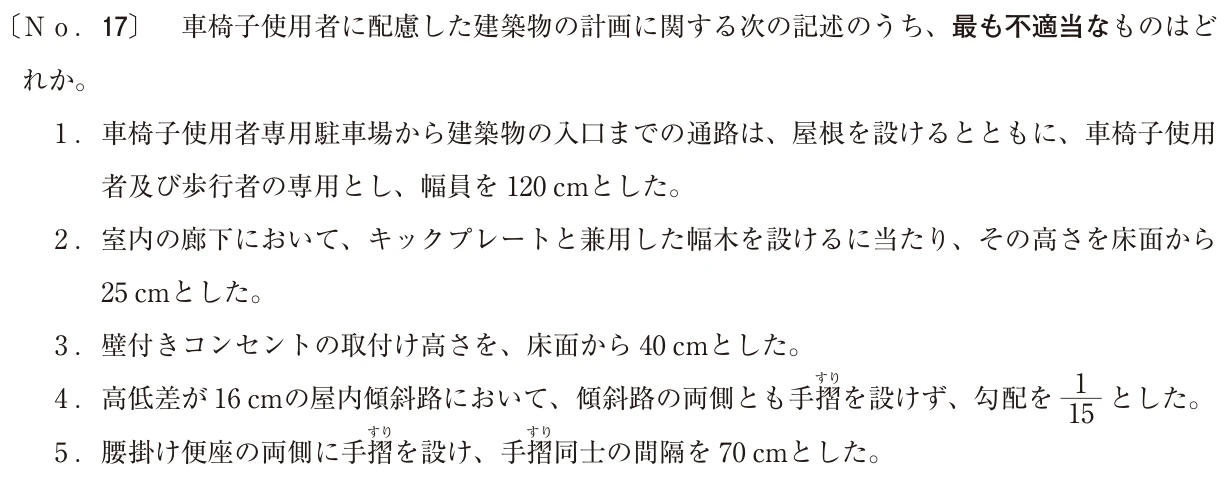 〔No. 17〕 車椅子使用者に配慮した建築物の計画に関する次の記述のうち、最も不適当なものはど
れか。
1. 車椅子使用者専用駐車場から建築物の入口までの通路は、屋根を設けるとともに、車椅子使用
者及び歩行者の専用とし、幅員を 120 cmとした。
2. 室内の廊下において、キックプレートと兼用した幅木を設けるに当たり、その高さを床面から
25 cmとした。
3. 壁付きコンセントの取付け高さを、床面から 40 cmとした。
4. 高低差が 16 cmの屋内傾斜路において、傾斜路の両側とも手摺(すり)を設けず、勾配を 1/15 とした。
5. 腰掛け便座の両側に手摺(すり)を設け、手摺(すり)同士の間隔を 70 cmとした。